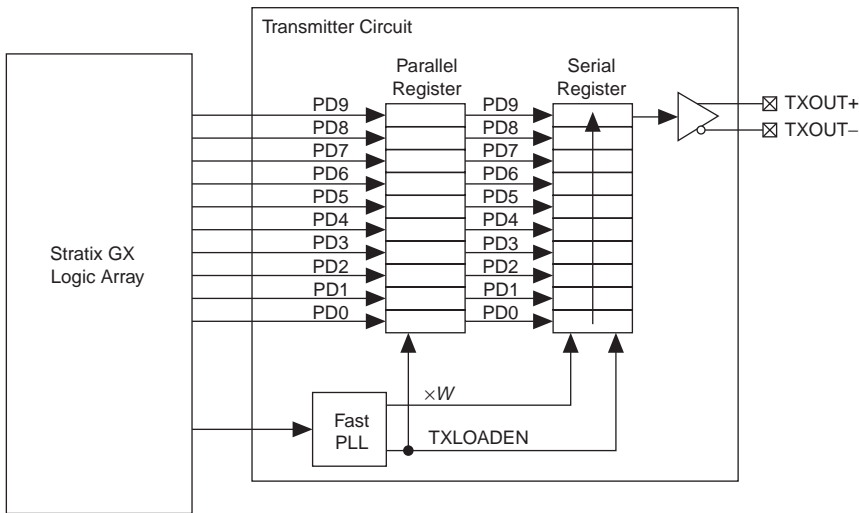 Transmitter Circuit
Parallel
Register
Serial
Register
PD9
PD9
TXOUT+
PD8
PD8
TXOUT−
PD7
PD7
PD6
PD6
PD5
PD5
PD4
PD4
Stratix GX
Logic Array
PD3
PD3
PD2
PD2
PD1
PD1
PD0
PD0
×W
Fast
PLL
TXLOADEN